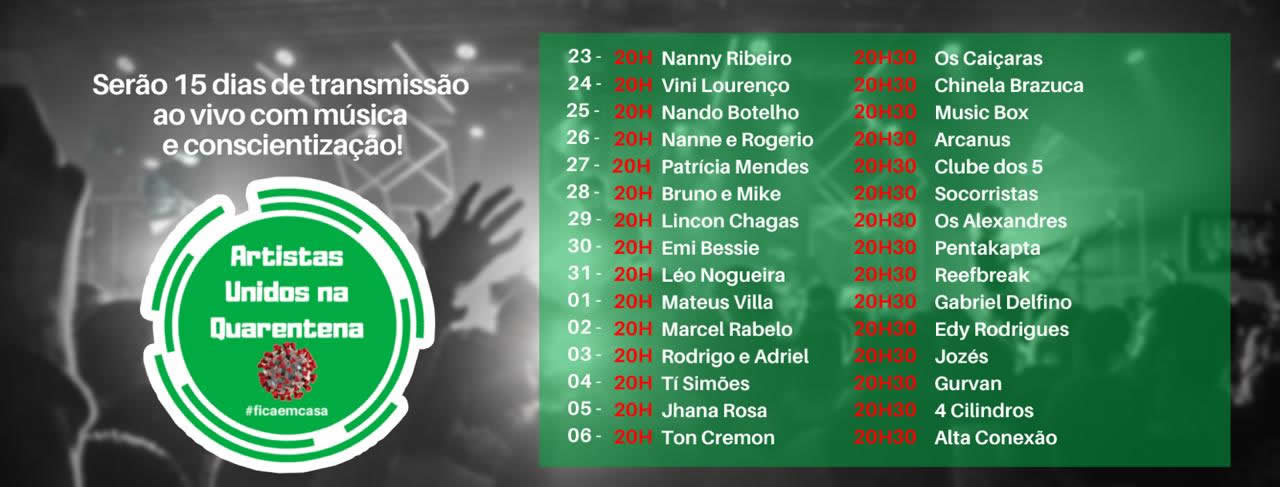 Serão 15 dias de transmissão
ao vivo com música
e conscientização!
Artistas
Unidos na
Quarentena
#ficaemcasa
23 - 20H Nanny Ribeiro 20H30 Os Caiçaras
24 - 20H Vini Lourenço 20H30 Chinela Brazuca
25 - 20H Nando Botelho 20H30 Music Box
26 - 20H Nanne e Rogerio 20H30 Arcanus
27 - 20H Patrícia Mendes 20H30 Clube dos 5
28 - 20H Bruno e Mike 20H30 Socorristas
29 - 20H Lincon Chagas 20H30 Os Alexandres
30 - 20H Emi Bessie 20H30 Pentakapta
31 - 20H Léo Nogueira 20H30 Reefbreak
01 - 20H Mateus Villa 20H30 Gabriel Delfino
02 - 20H Marcel Rabelo 20H30 Edy Rodrigues
03 - 20H Rodrigo e Adriel 20H30 Jozés
04 - 20H Tí Simões 20H30 Gurvan
05 - 20H Jhana Rosa 20H30 4 Cilindros
06 - 20H Ton Cremon 20H30 Alta Conexão